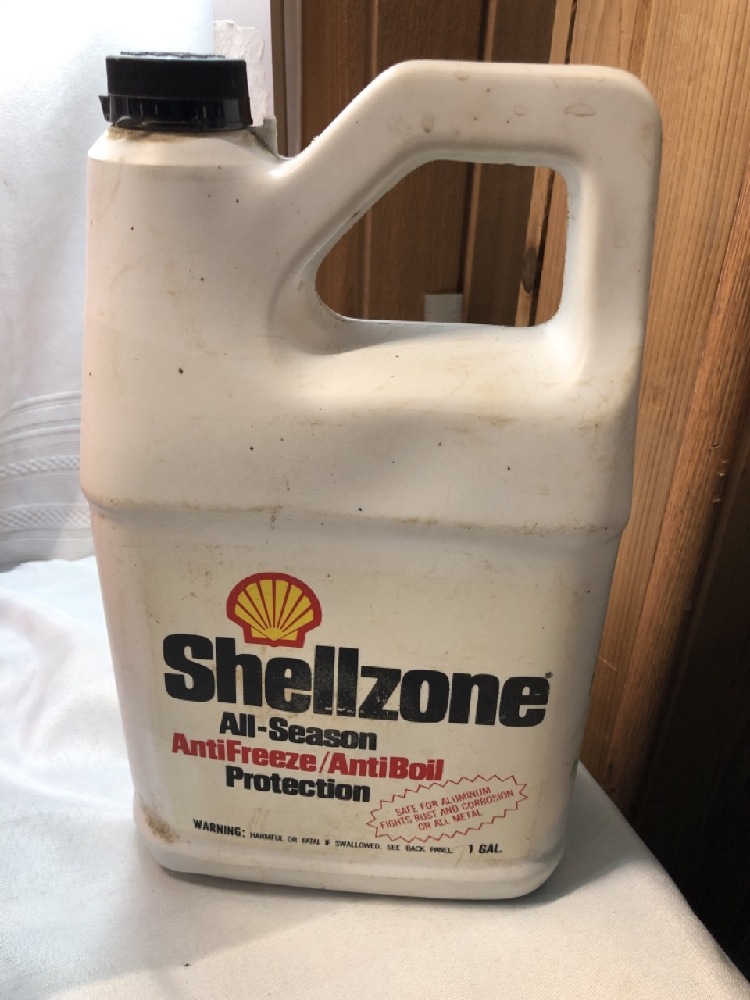 Shellzone®
All-Season
AntiFreeze/AntiBoil
Protection
SAFE FOR ALUMINUM
FIGHTS RUST AND CORROSION
ON ALL METAL
WARNING: HARMFUL OR FATAL IF SWALLOWED. SEE BACK PANEL. 1 GAL.